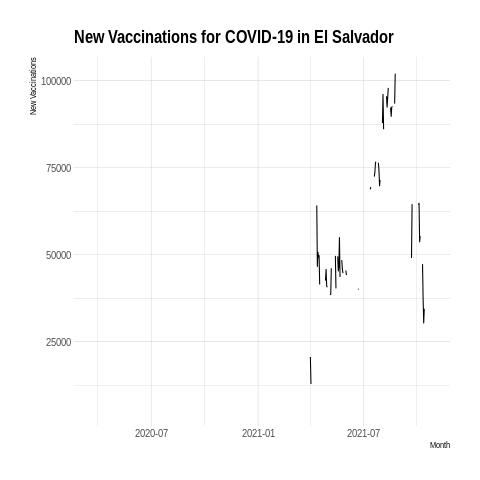 New Vaccinations for COVID-19 in El Salvador
New Vaccinations
100000
75000
50000
25000
2020-07
2021-01
2021-07
Month